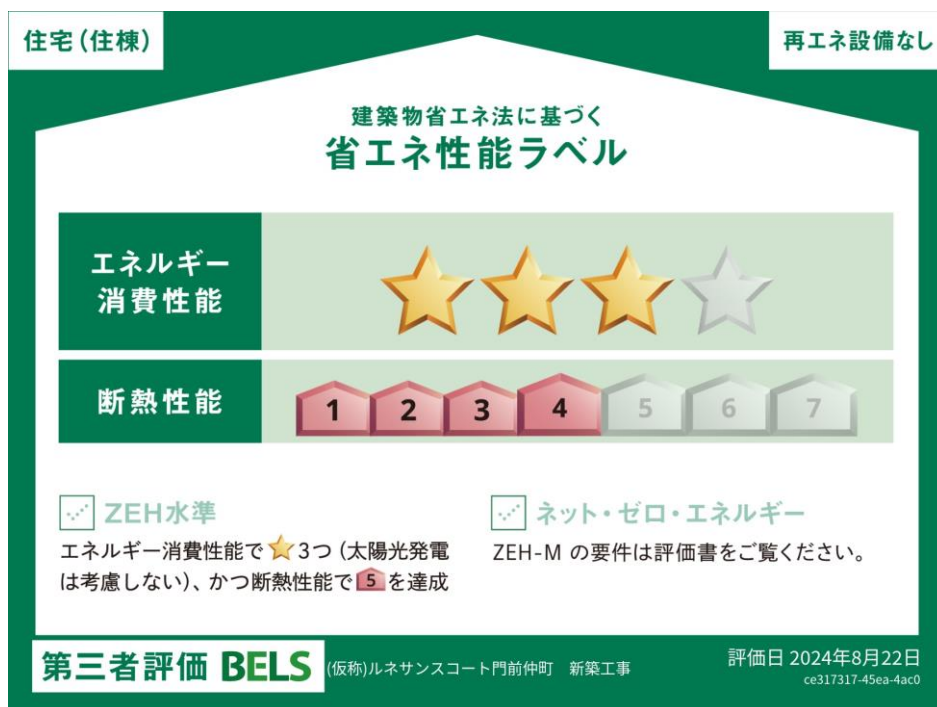 住宅(住棟)
再エネ設備なし
建築物省エネ法に基づく
省エネ性能ラベル
エネルギー
消費性能
断熱性能
1 2 3 4 5 6 7
ZEH水準
エネルギー消費性能で 3つ(太陽光発電
は考慮しない)、かつ断熱性能で 5 を達成
ネット・ゼロ・エネルギー
ZEH-M の要件は評価書をご覧ください。
第三者評価 BELS
(仮称)ルネサンスコート門前仲町 新築工事
評価日 2024年8月22日
ce317317-45ea-4ac0